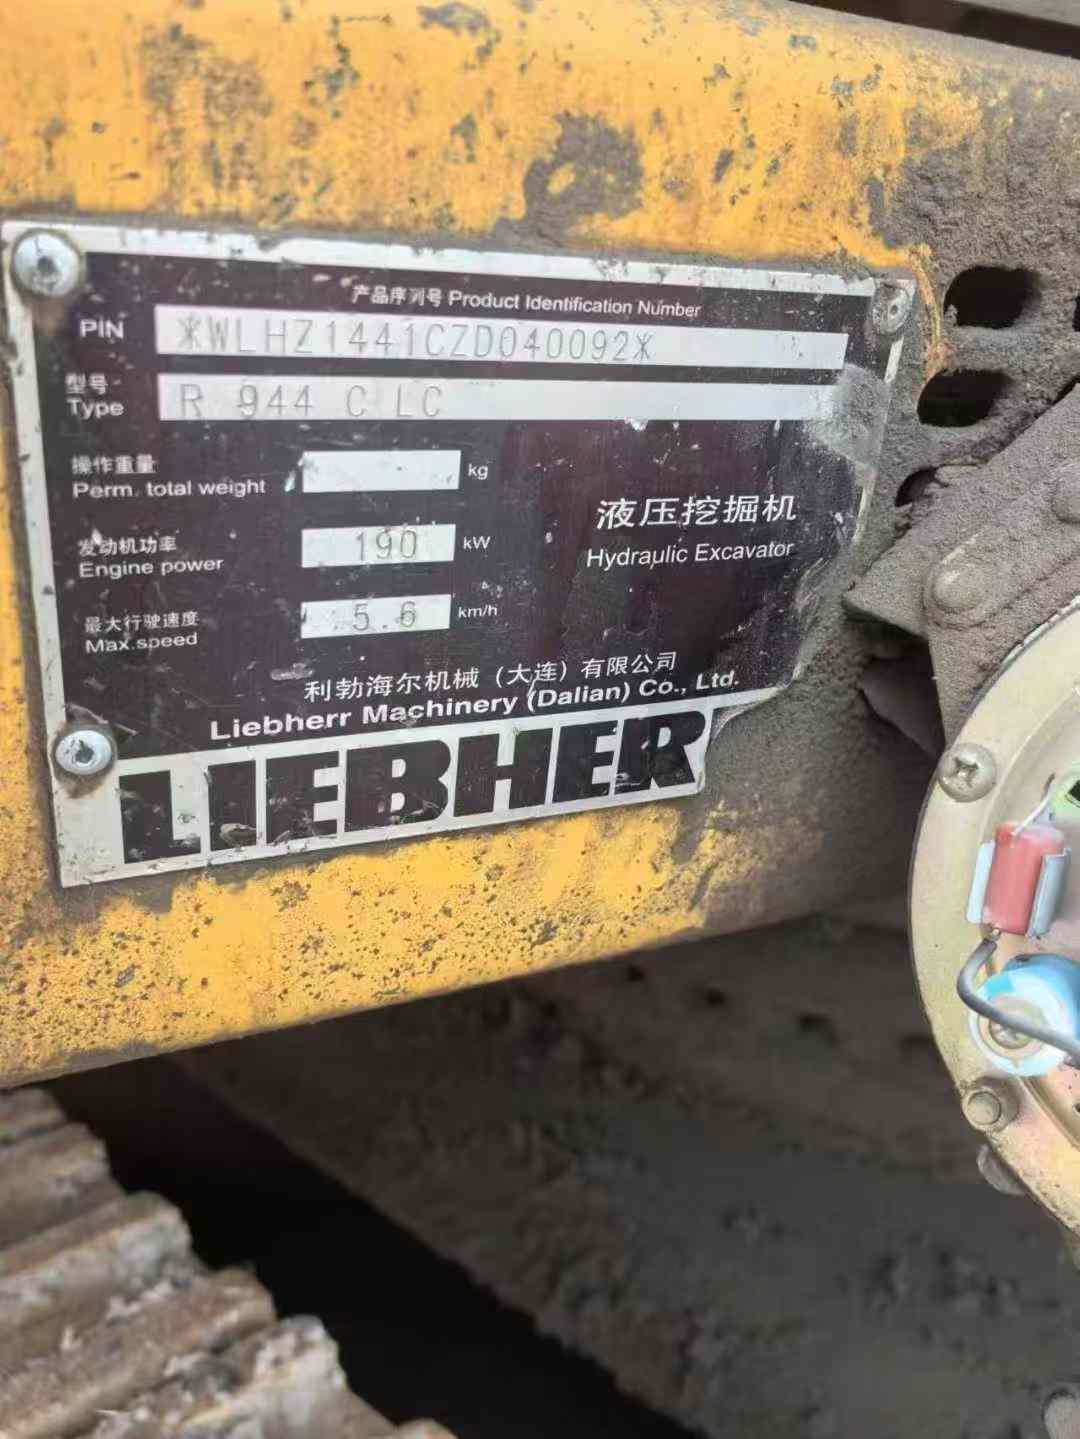 产品序列号 Product Identification Number
PIN *WLHZ1441CZD040092*
型号
Type R 944 C LC
操作重量
Perm. total weight kg
发动机功率
Engine power 190 kW
最大行驶速度
Max.speed 5.6 km/h
液压挖掘机
Hydraulic Excavator
利勃海尔机械（大连）有限公司
Liebherr Machinery (Dalian) Co., Ltd.
LIEBHER